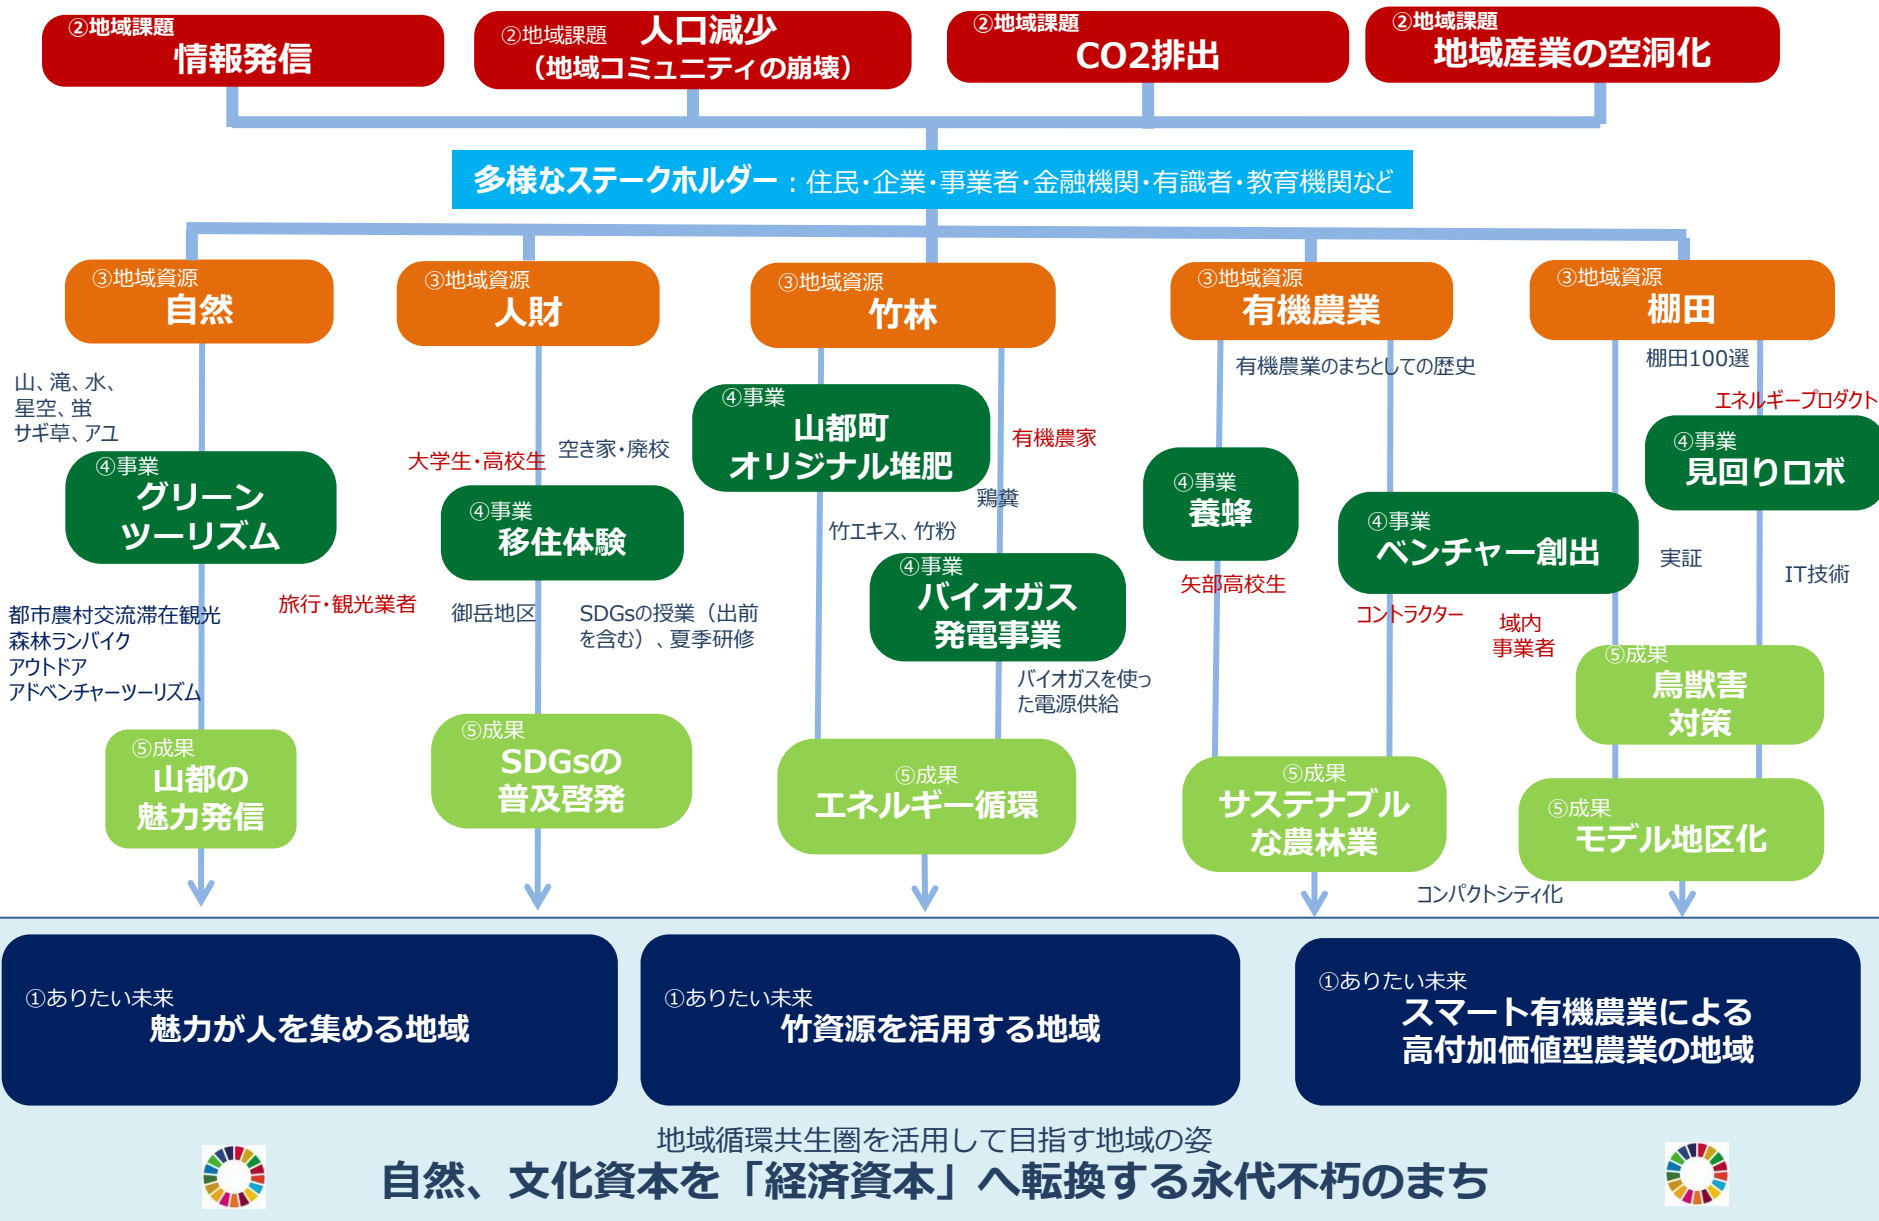 ②地域課題
情報発信
②地域課題 人口減少
（地域コミュニティの崩壊）
②地域課題
CO2排出
②地域課題
地域産業の空洞化
多様なステークホルダー：住民・企業・事業者・金融機関・有識者・教育機関など
③地域資源
自然
③地域資源
人財
③地域資源
竹林
③地域資源
有機農業
③地域資源
棚田
山、滝、水、
星空、蛍
サギ草、アユ
④事業
グリーン
ツーリズム
都市農村交流滞在観光
森林ランバイク
アウトドア
アドベンチャーツーリズム
旅行・観光業者
⑤成果
山都の
魅力発信
大学生・高校生
空き家・廃校
④事業
移住体験
御岳地区
SDGsの授業（出前
を含む）、夏季研修
⑤成果
SDGsの
普及啓発
④事業
山都町
オリジナル堆肥
有機農家
鶏糞
竹エキス、竹粉
④事業
バイオガス
発電事業
バイオガスを使っ
た電源供給
⑤成果
エネルギー循環
有機農業のまちとしての歴史
④事業
養蜂
矢部高校生
④事業
ベンチャー創出
コントラクター
域内
事業者
⑤成果
サステナブル
な農林業
棚田100選
エネルギープロダクト
④事業
見回りロボ
実証
IT技術
⑤成果
鳥獣害
対策
⑤成果
モデル地区化
コンパクトシティ化
①ありたい未来
魅力が人を集める地域
①ありたい未来
竹資源を活用する地域
①ありたい未来
スマート有機農業による
高付加価値型農業の地域
地域循環共生圏を活用して目指す地域の姿
自然、文化資本を「経済資本」へ転換する永代不朽のまち